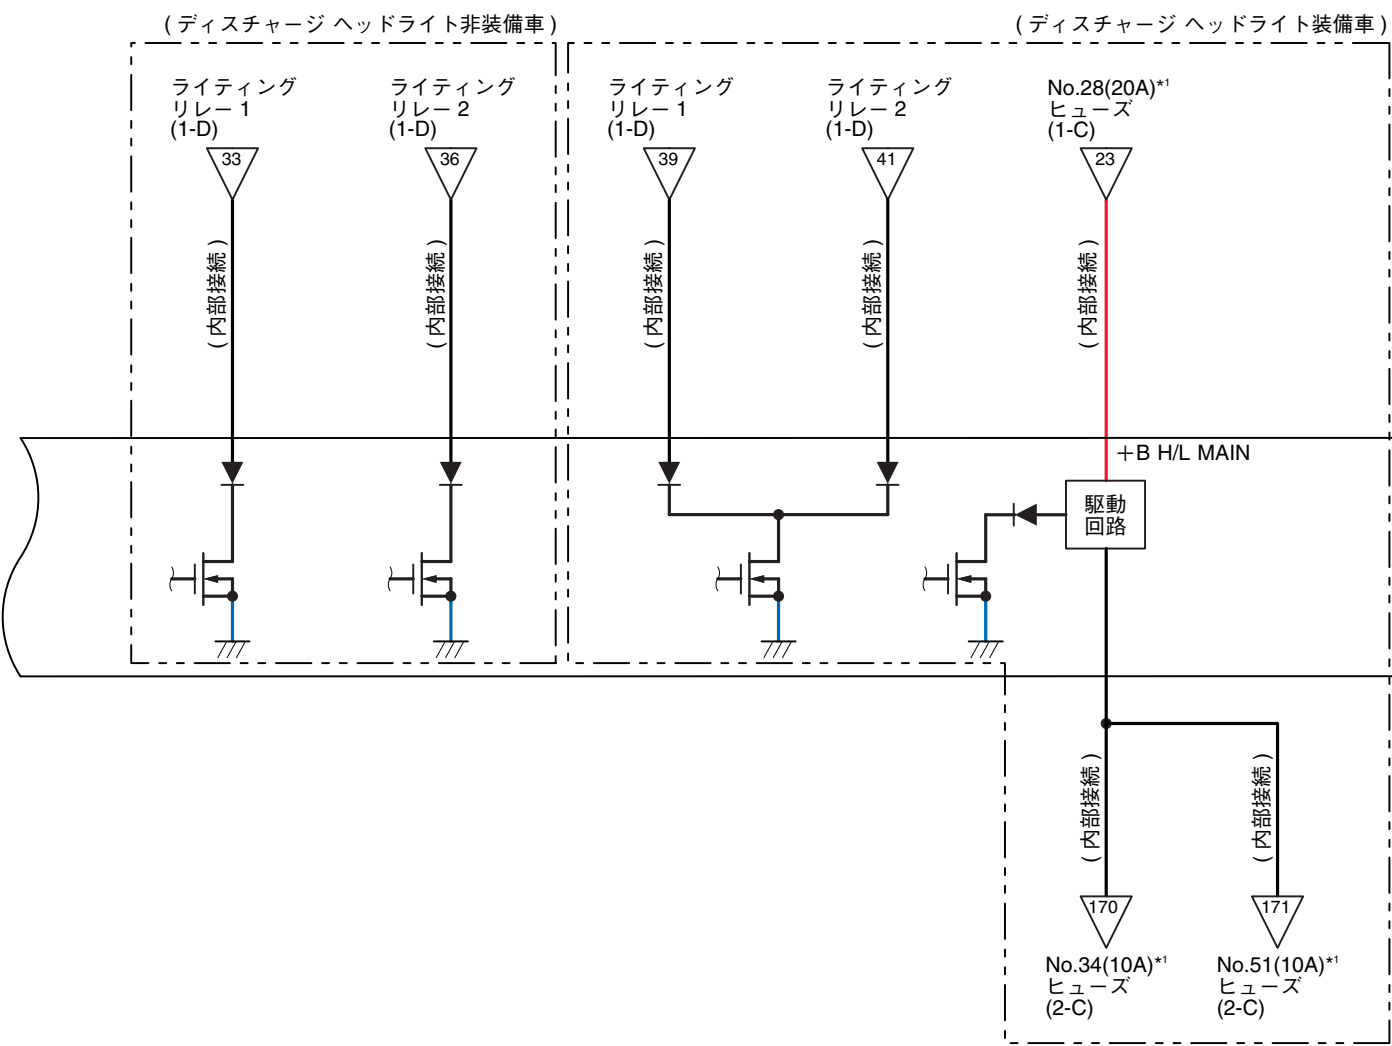 ( ディスチャージ ヘッドライト非装備車 )
( ディスチャージ ヘッドライト装備車 )
ライティング
リレー 1
(1-D)
ライティング
リレー 2
(1-D)
ライティング
リレー 1
(1-D)
ライティング
リレー 2
(1-D)
No.28(20A)*1
ヒューズ
(1-C)
33
36
39
41
23
( 内部接続 )
( 内部接続 )
( 内部接続 )
( 内部接続 )
( 内部接続 )
+B H/L MAIN
駆動
回路
( 内部接続 )
( 内部接続 )
170
171
No.34(10A)*1
ヒューズ
(2-C)
No.51(10A)*1
ヒューズ
(2-C)